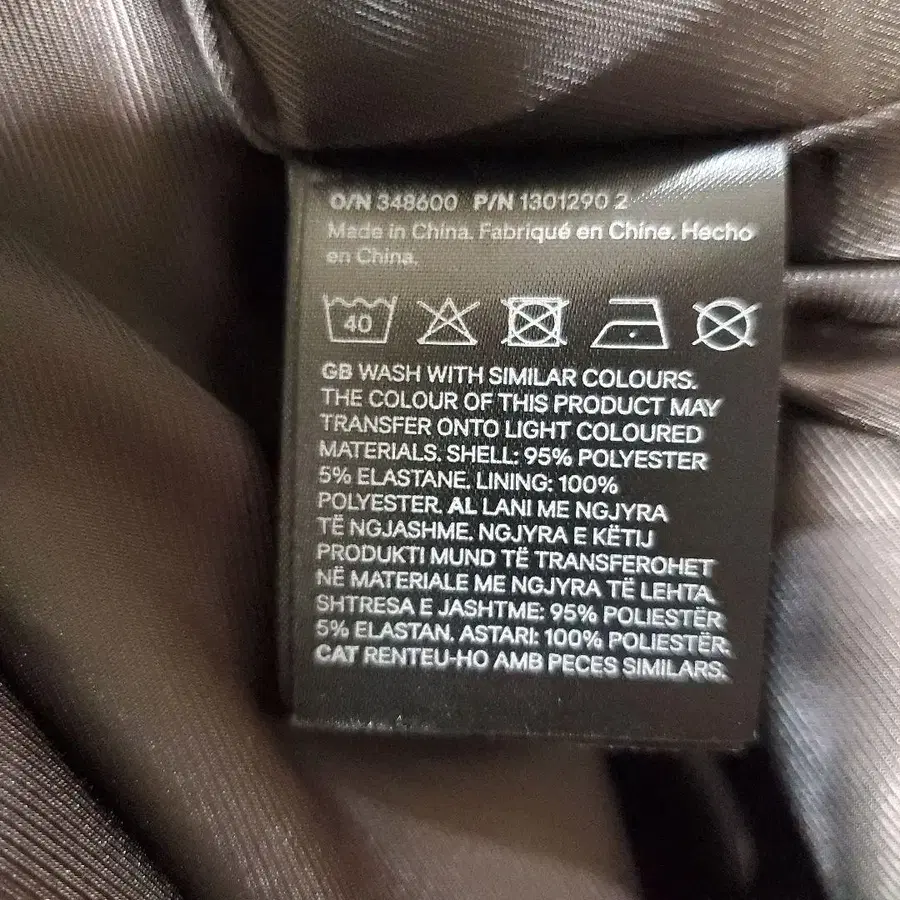 O/N 348600 P/N 1301290 2
Made in China. Fabriqué en Chine. Hecho
en China.
40
GB WASH WITH SIMILAR COLOURS.
THE COLOUR OF THIS PRODUCT MAY
TRANSFER ONTO LIGHT COLOURED
MATERIALS. SHELL: 95% POLYESTER
5% ELASTANE. LINING: 100%
POLYESTER. AL LANI ME NGJYRA
TË NGJASHME. NGJYRA E KËTIJ
PRODUKTI MUND TË TRANSFEROHET
NË MATERIALE ME NGJYRA TË LEHTA.
SHTRESA E JASHTME: 95% POLIESTËR
5% ELASTAN. ASTARI: 100% POLIESTËR.
CAT RENTEU-HO AMB PECES SIMILARS.